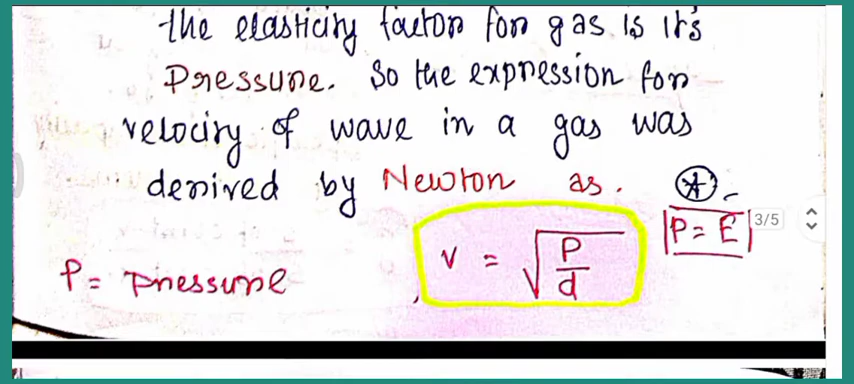 the elasticity factor for gas is it's
Pressure. So the expression for
velocity of wave in a gas was
derived by Newton as.
P = E
3/5
v = √P/d
P = Pressure